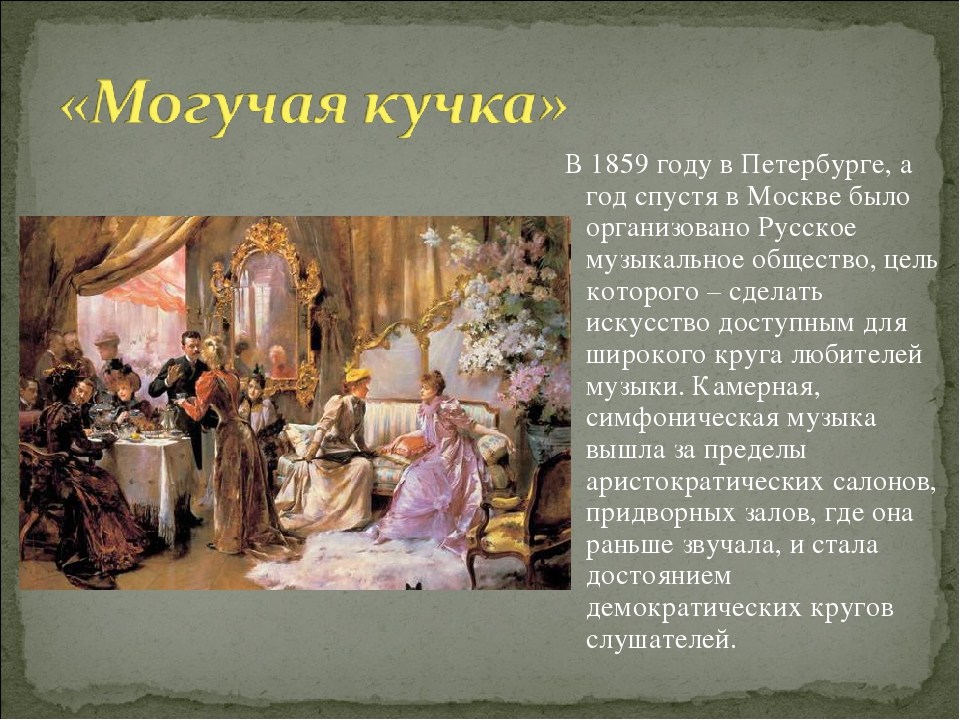 «Могучая кучка»
В 1859 году в Петербурге, а
год спустя в Москве было
организовано Русское
музыкальное общество, цель
которого – сделать
искусство доступным для
широкого круга любителей
музыки. Камерная,
симфоническая музыка
вышла за пределы
аристократических салонов,
придворных залов, где она
раньше звучала, и стала
достоянием
демократических кругов
слушателей.